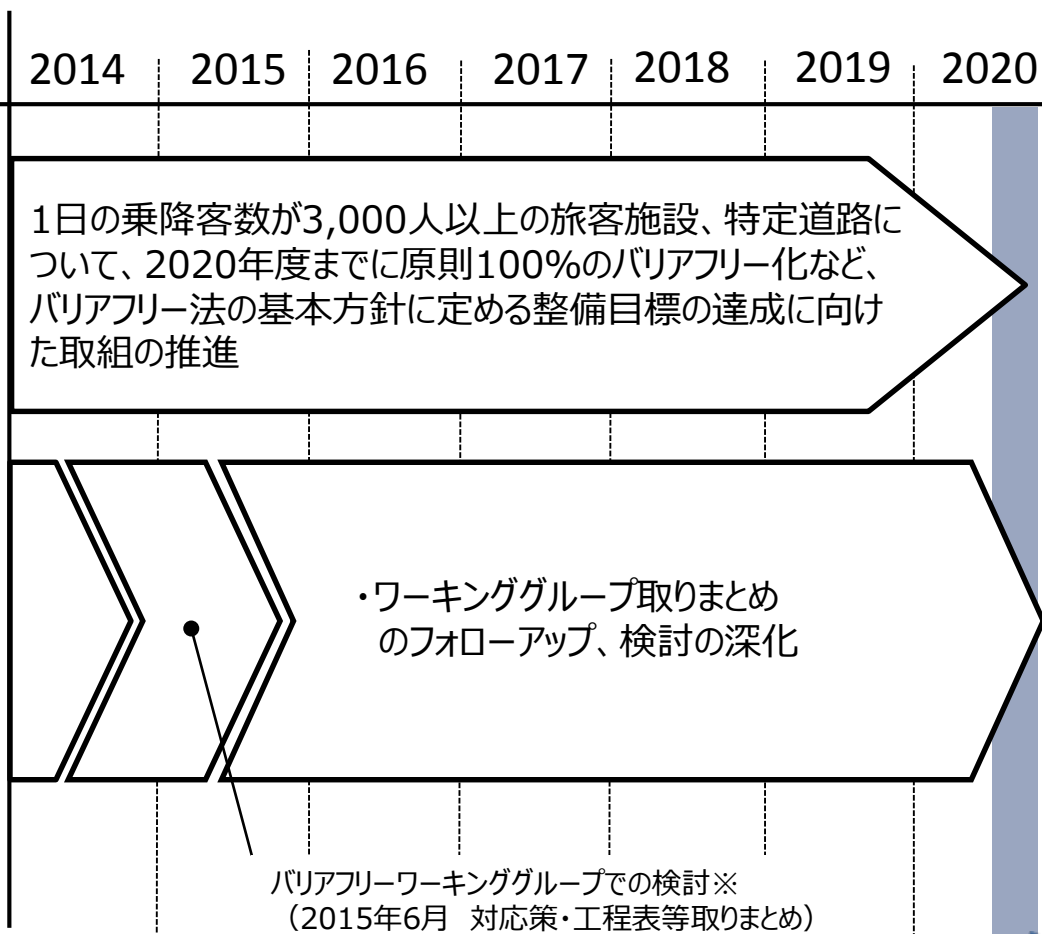 2014 2015 2016 2017 2018 2019 2020
1日の乗降客数が3,000人以上の旅客施設、特定道路に
ついて、2020年度までに原則100%のバリアフリー化など、
バリアフリー法の基本方針に定める整備目標の達成に向け
た取組の推進
・ワーキンググループ取りまとめ
のフォローアップ、検討の深化
バリアフリーワーキンググループでの検討※
（2015年6月 対応策・工程表等取りまとめ）